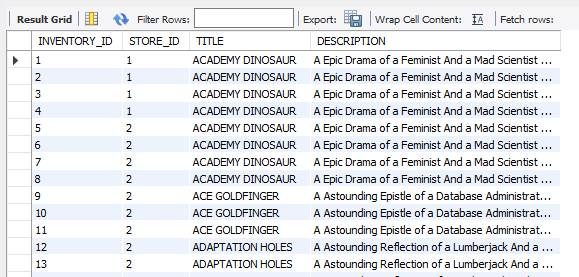 Result Grid Filter Rows: Export: Wrap Cell Content: IA Fetch rows:
INVENTORY_ID STORE_ID TITLE DESCRIPTION
1 1 ACADEMY DINOSAUR A Epic Drama of a Feminist And a Mad Scientist ...
2 1 ACADEMY DINOSAUR A Epic Drama of a Feminist And a Mad Scientist ...
3 1 ACADEMY DINOSAUR A Epic Drama of a Feminist And a Mad Scientist ...
4 1 ACADEMY DINOSAUR A Epic Drama of a Feminist And a Mad Scientist ...
5 2 ACADEMY DINOSAUR A Epic Drama of a Feminist And a Mad Scientist ...
6 2 ACADEMY DINOSAUR A Epic Drama of a Feminist And a Mad Scientist ...
7 2 ACADEMY DINOSAUR A Epic Drama of a Feminist And a Mad Scientist ...
8 2 ACADEMY DINOSAUR A Epic Drama of a Feminist And a Mad Scientist ...
9 2 ACE GOLDFINGER A Astounding Epistle of a Database Administrat...
10 2 ACE GOLDFINGER A Astounding Epistle of a Database Administrat...
11 2 ACE GOLDFINGER A Astounding Epistle of a Database Administrat...
12 2 ADAPTATION HOLES A Astounding Reflection of a Lumberjack And a ...
13 2 ADAPTATION HOLES A Astounding Reflection of a Lumberjack And a ...